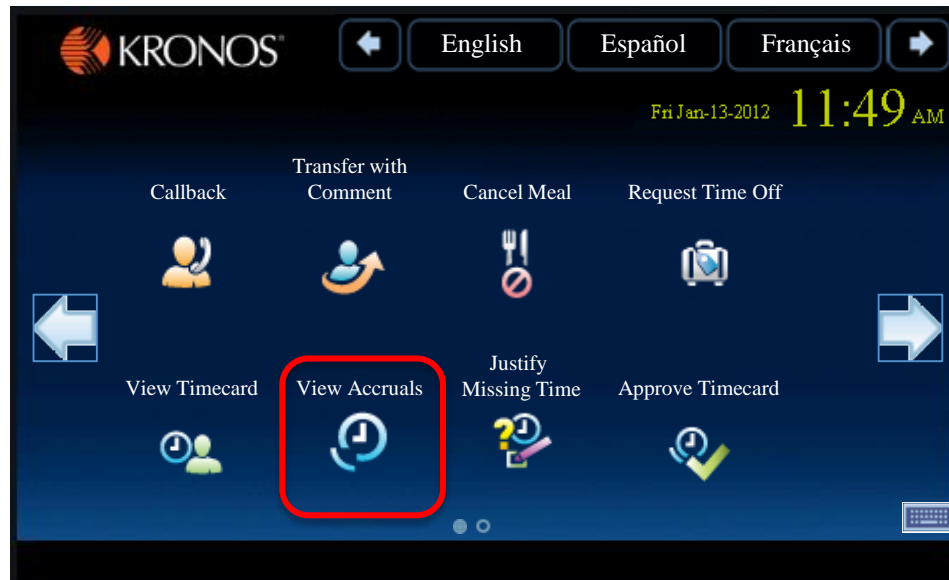 KRONOS®
English
Español
Français
Fri Jan-13-2012 11:49 AM
Callback
Transfer with
Comment
Cancel Meal
Request Time Off
View Timecard
View Accruals
Justify
Missing Time
Approve Timecard